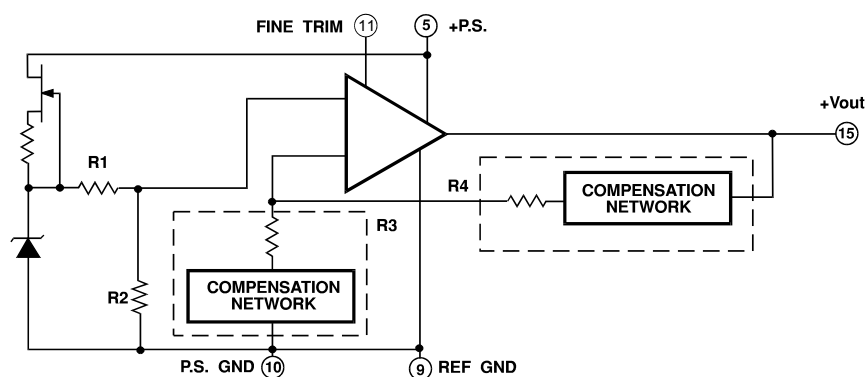 FINE TRIM 11
5 +P.S.
+Vout
15
R1
R4
COMPENSATION
NETWORK
R3
R2
COMPENSATION
NETWORK
P.S. GND 10
9 REF GND